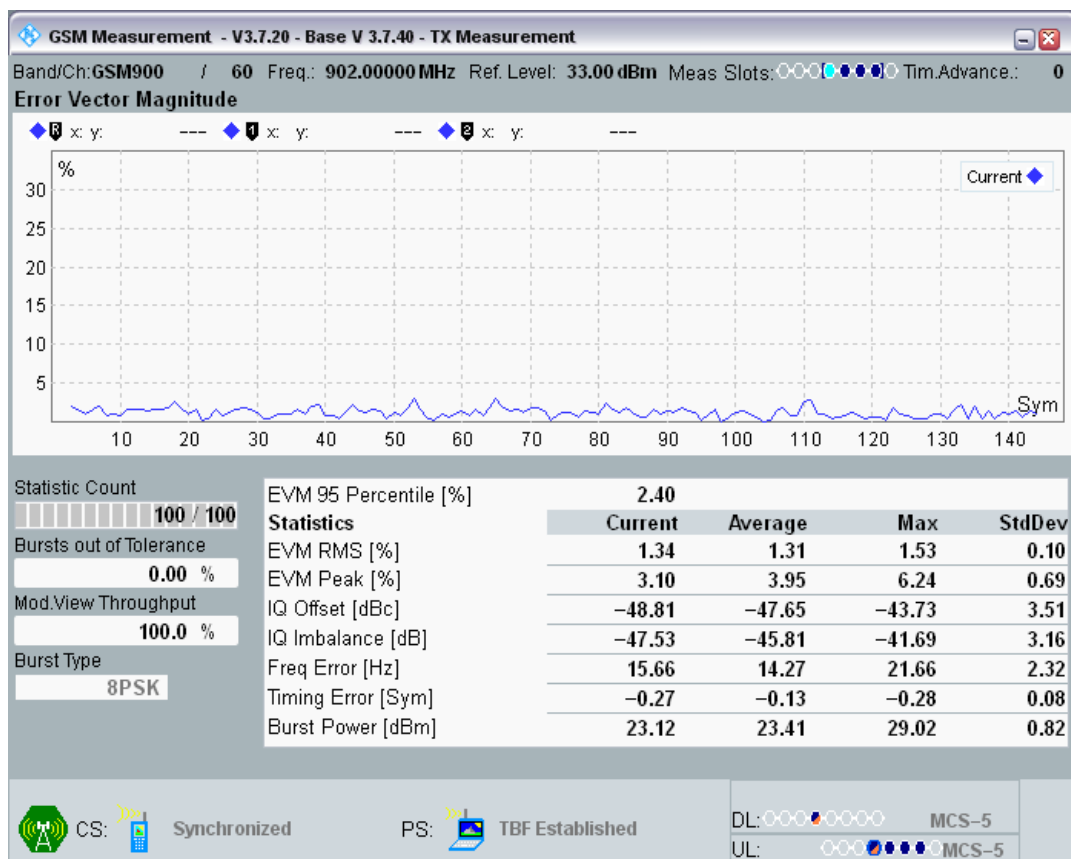 GSM Measurement - V3.7.20 - Base V 3.7.40 - TX Measurement
Band/Ch:GSM900 / 60 Freq.: 902.00000 MHz Ref. Level: 33.00 dBm Meas Slots: Tim.Advance.: 0
Error Vector Magnitude
R x: y: --- 1 x: y: --- 2 x: y: ---
%
Current
30
25
20
15
10
5
Sym
10 20 30 40 50 60 70 80 90 100 110 120 130 140
Statistic Count
100 / 100
Bursts out of Tolerance
0.00 %
Mod.View Throughput
100.0 %
Burst Type
8PSK
EVM 95 Percentile [%] 2.40
Statistics Current Average Max StdDev
EVM RMS [%] 1.34 1.31 1.53 0.10
EVM Peak [%] 3.10 3.95 6.24 0.69
IQ Offset [dBc] −48.81 −47.65 −43.73 3.51
IQ Imbalance [dB] −47.53 −45.81 −41.69 3.16
Freq Error [Hz] 15.66 14.27 21.66 2.32
Timing Error [Sym] −0.27 −0.13 −0.28 0.08
Burst Power [dBm] 23.12 23.41 29.02 0.82
CS: Synchronized PS: TBF Established
DL: MCS−5
UL: MCS−5